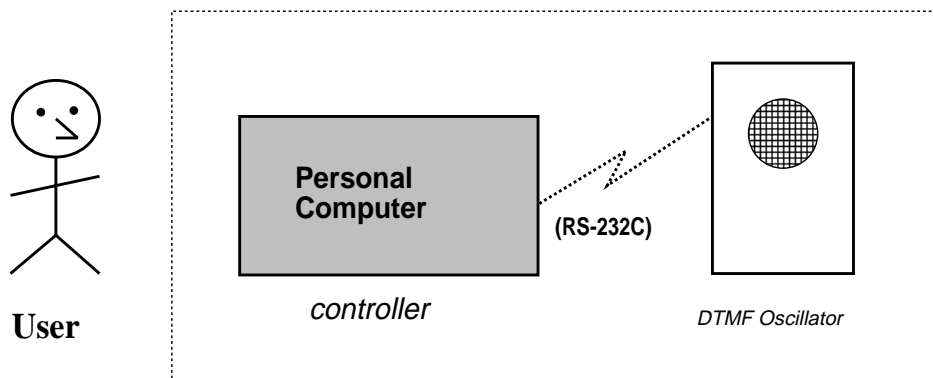 Personal
Computer
(RS-232C)
controller
User
DTMF Oscillator